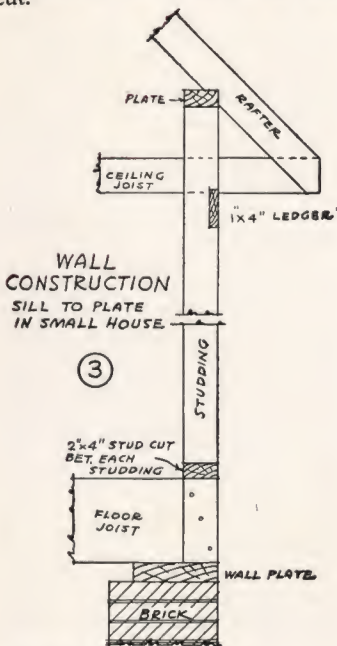 cut.
PLATE
RAFTER
CEILING
JOIST
1"X4" LEDGER
WALL
CONSTRUCTION
SILL TO PLATE
IN SMALL HOUSE
3
STUDDING
2"X4" STUD CUT
BET. EACH
STUDDING
FLOOR
JOIST
WALL PLATE
BRICK